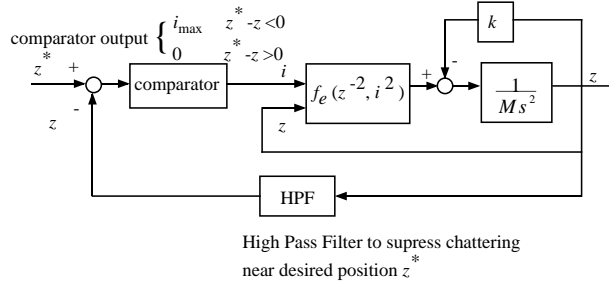 comparator output { i_max z* -z <0
0 z* -z >0
k
z* + -
comparator
i
z
f_e (z^-2, i^2)
+ -
1 / Ms^2
z
z -
HPF
High Pass Filter to supress chattering
near desired position z*